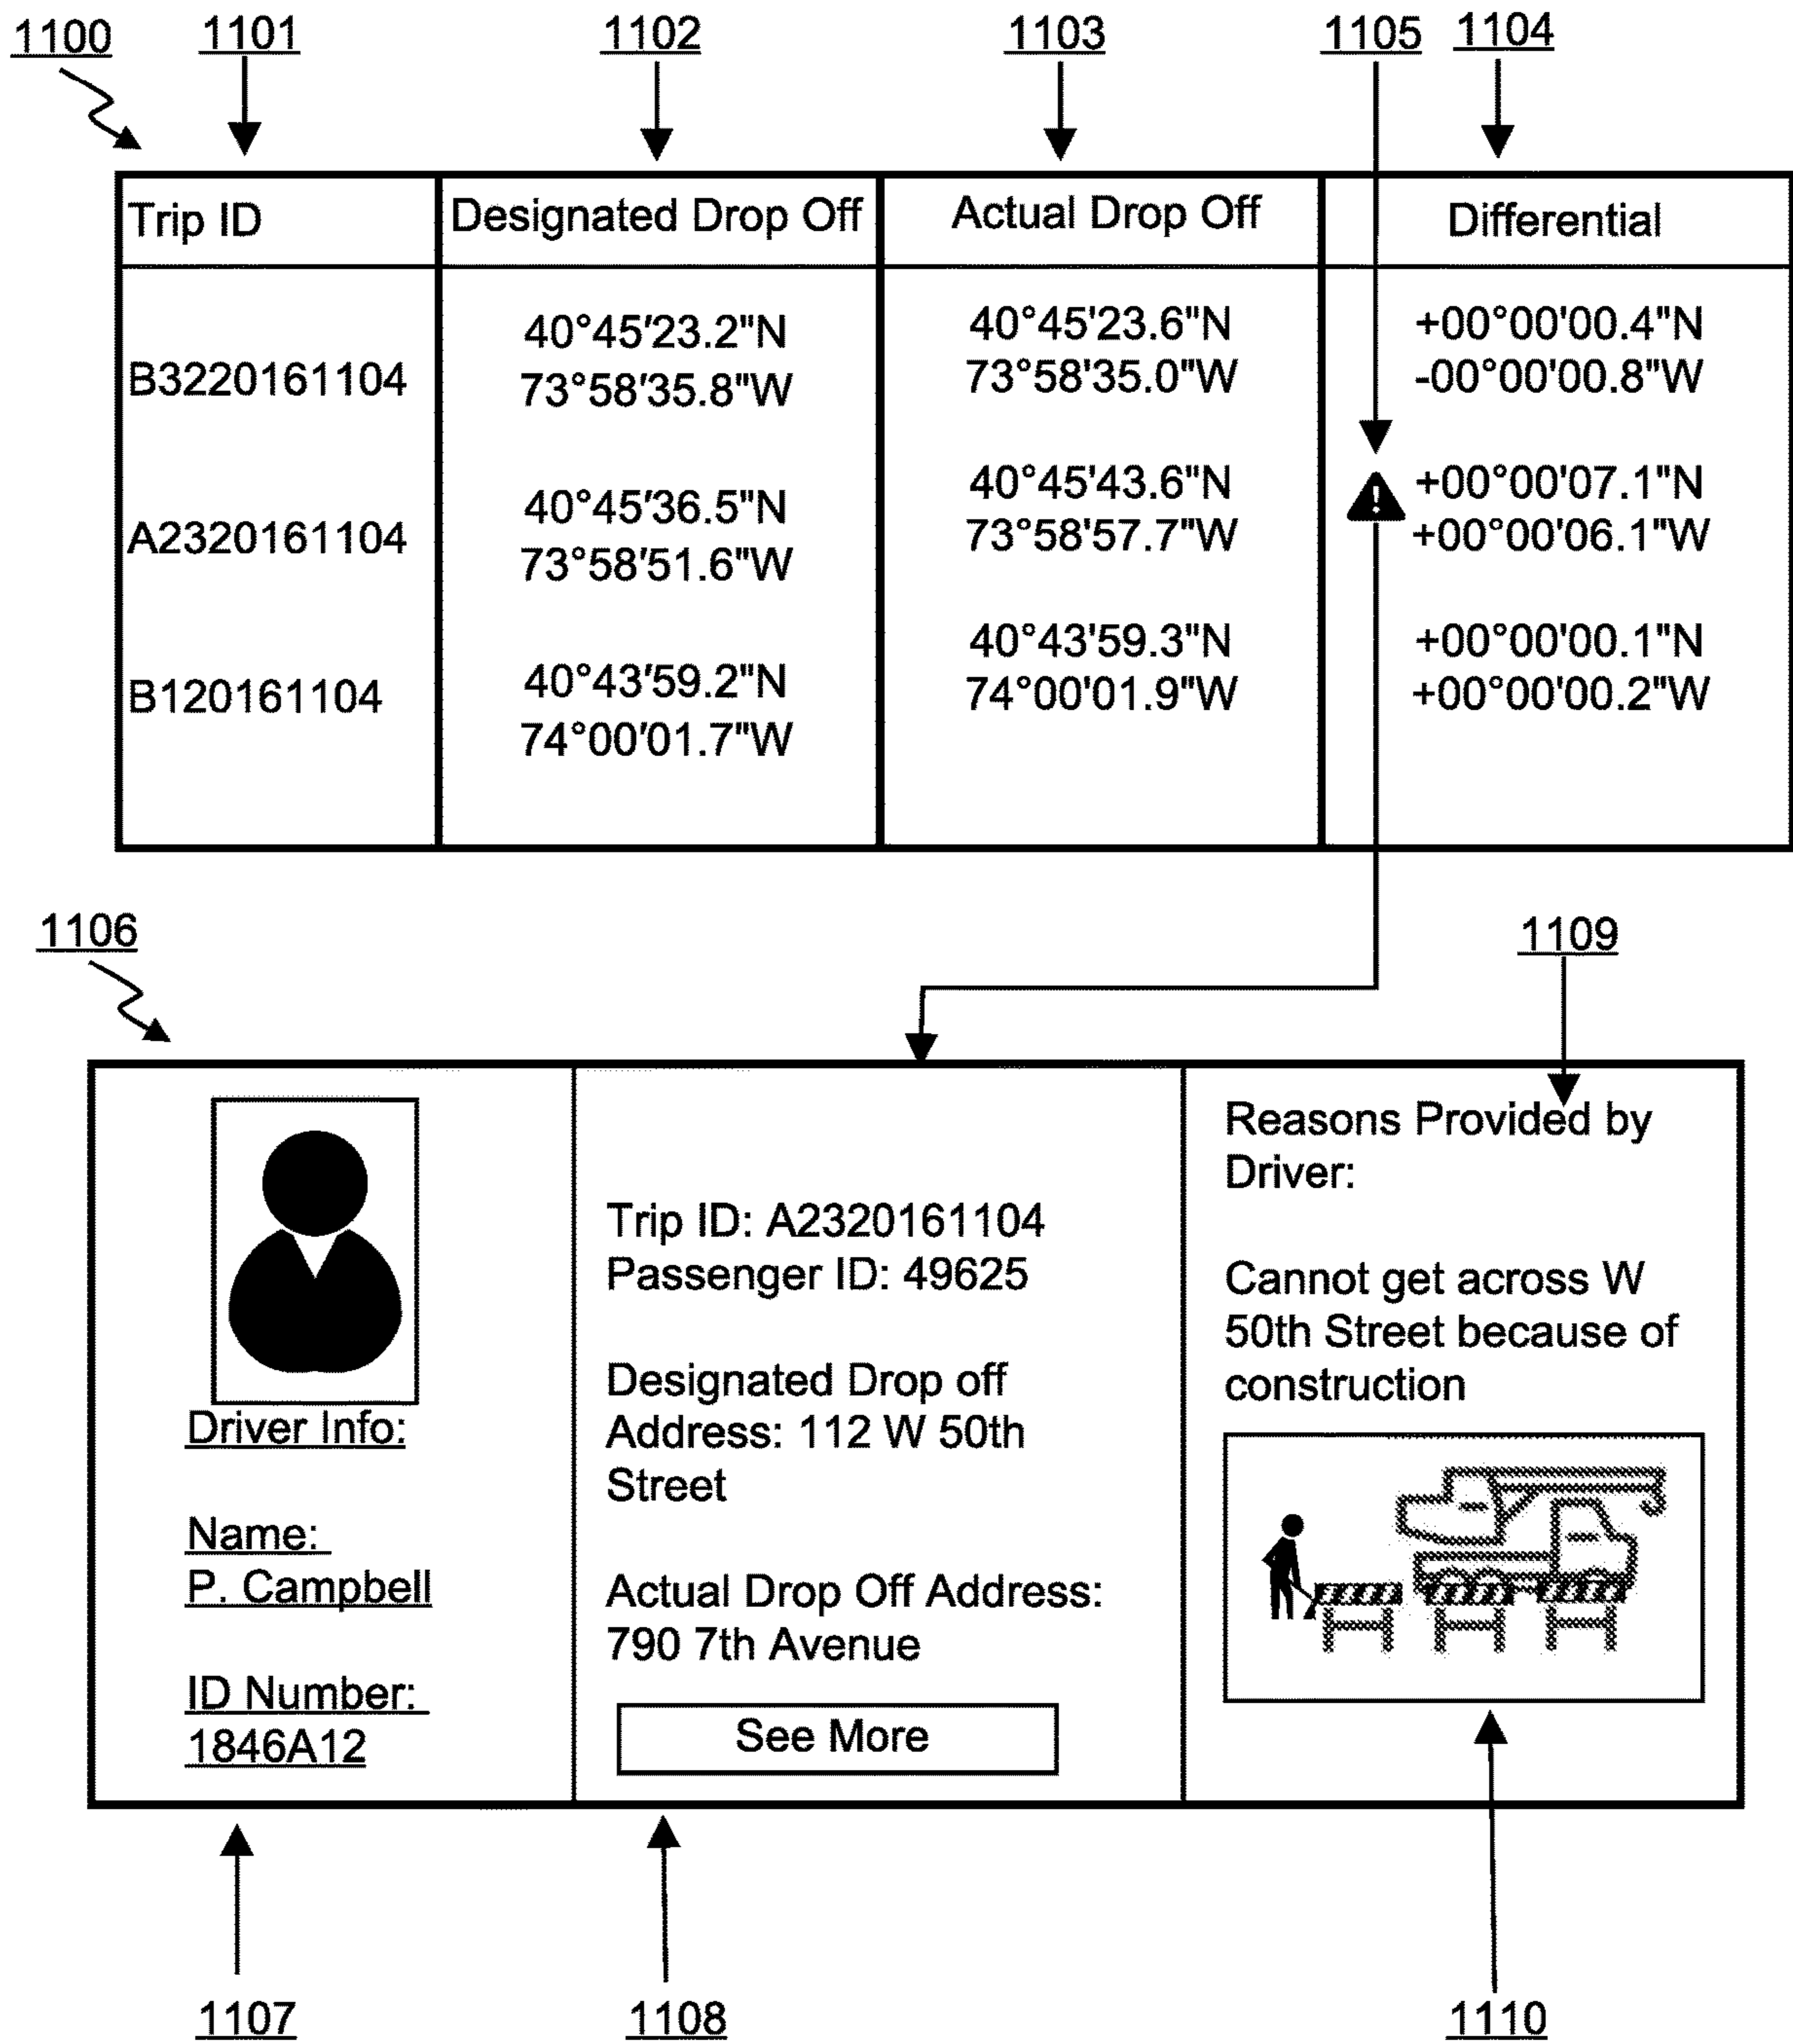 1100 1101 1102 1103 1105 1104
Trip ID Designated Drop Off Actual Drop Off Differential
40°45'23.2"N 40°45'23.6"N +00°00'00.4"N
B3220161104 73°58'35.8"W 73°58'35.0"W -00°00'00.8"W
40°45'36.5"N 40°45'43.6"N ! +00°00'07.1"N
A2320161104 73°58'51.6"W 73°58'57.7"W +00°00'06.1"W
40°43'59.2"N 40°43'59.3"N +00°00'00.1"N
B120161104 74°00'01.7"W 74°00'01.9"W +00°00'00.2"W
1106 1109
Driver Info:
Name:
P. Campbell
ID Number:
1846A12
Trip ID: A2320161104
Passenger ID: 49625
Designated Drop off
Address: 112 W 50th
Street
Actual Drop Off Address:
790 7th Avenue
See More
Reasons Provided by
Driver:
Cannot get across W
50th Street because of
construction
1107 1108 1110